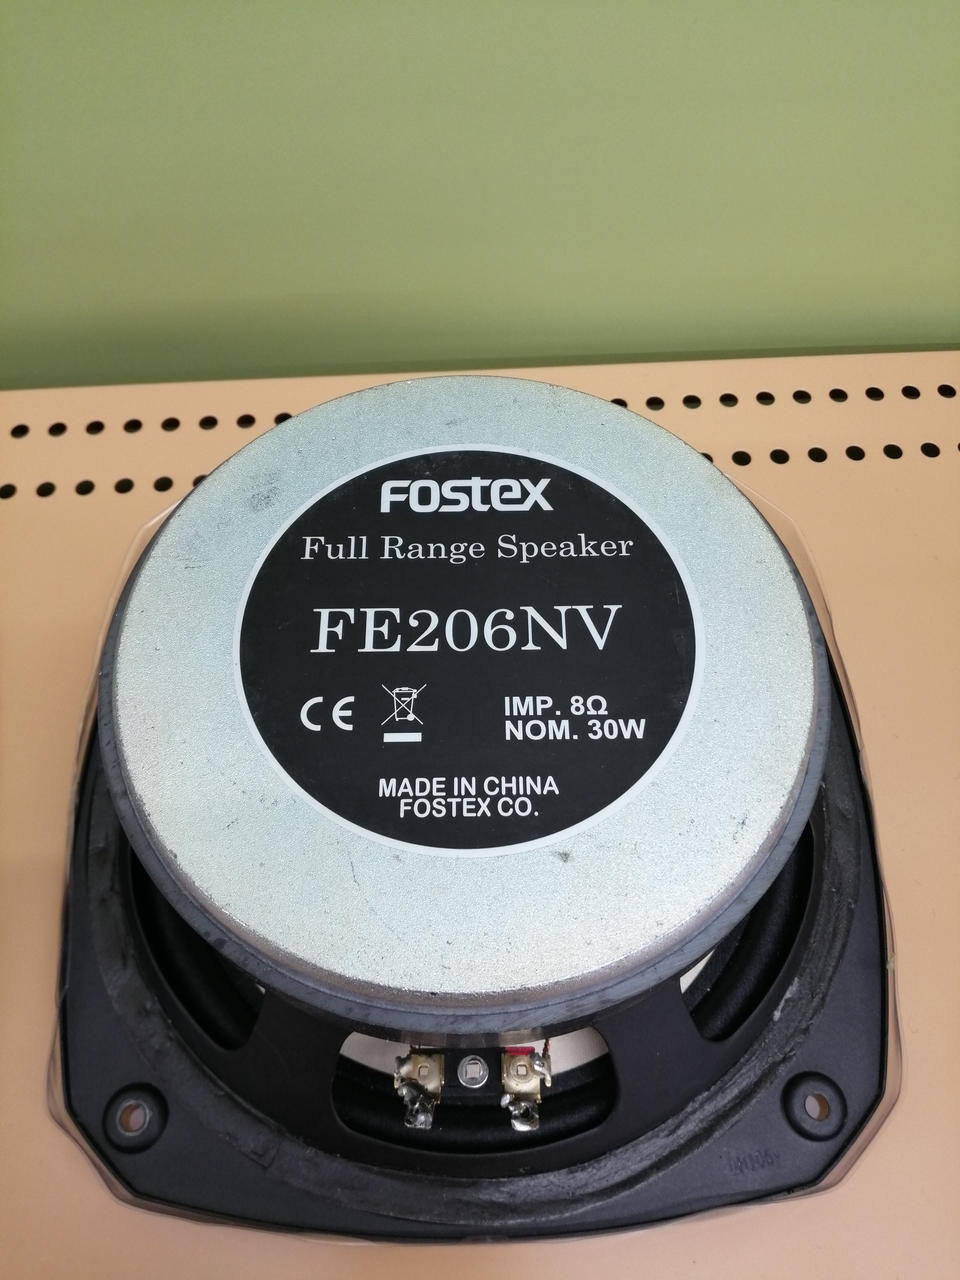 Fostex
Full Range Speaker
FE206NV
CE
IMP. 8Ω
NOM. 30W
MADE IN CHINA
FOSTEX CO.